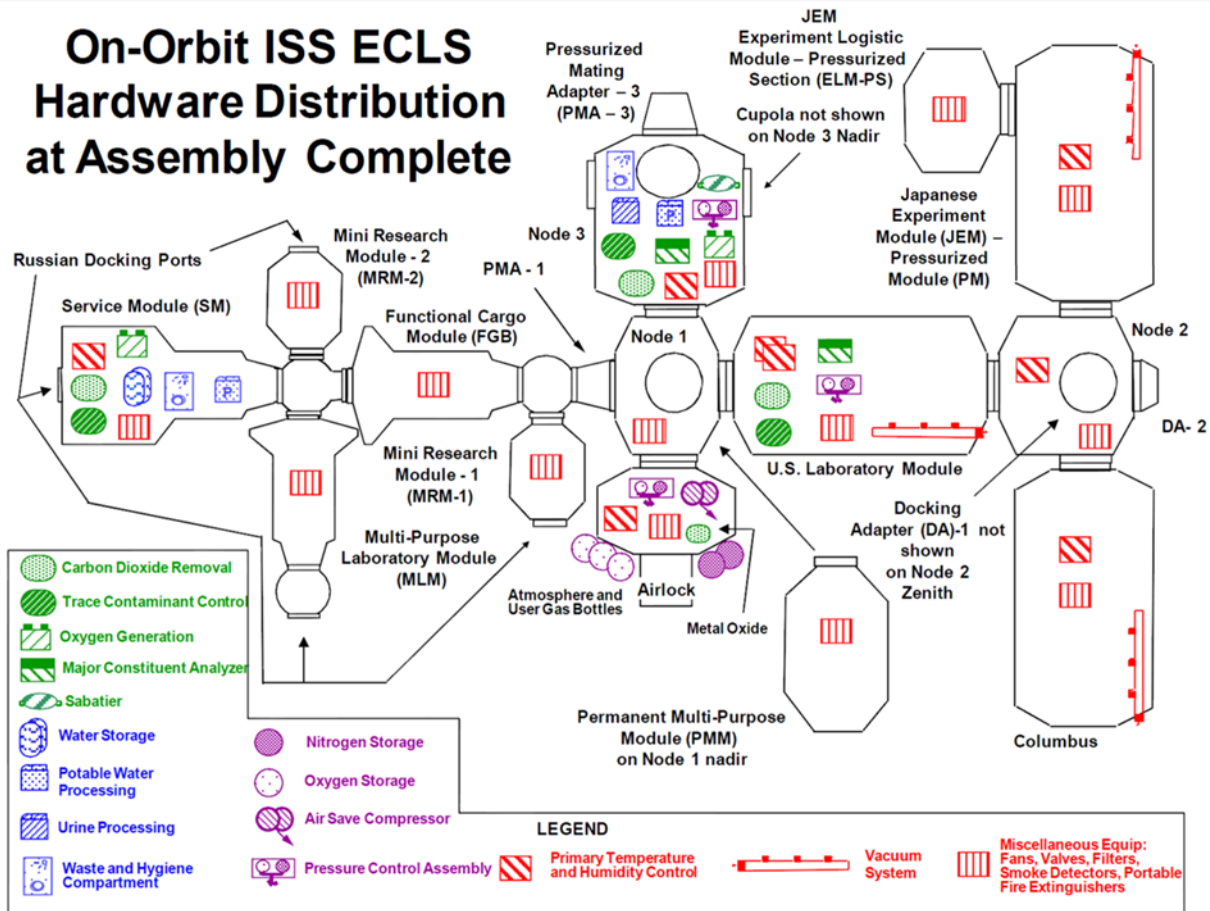 On-Orbit ISS ECLS
Hardware Distribution
at Assembly Complete
Pressurized
Mating
Adapter – 3
(PMA – 3)
JEM
Experiment Logistic
Module – Pressurized
Section (ELM-PS)
Cupola not shown
on Node 3 Nadir
Russian Docking Ports
Mini Research
Module - 2
(MRM-2)
Node 3
P
PMA - 1
Japanese
Experiment
Module (JEM) –
Pressurized
Module (PM)
Service Module (SM)
P
Functional Cargo
Module (FGB)
Node 1
Node 2
DA- 2
Mini Research
Module - 1
(MRM-1)
U.S. Laboratory Module
Multi-Purpose
Laboratory Module
(MLM)
Docking
Adapter (DA)-1 not
shown
on Node 2
Zenith
Atmosphere and
User Gas Bottles
Airlock
Metal Oxide
Permanent Multi-Purpose
Module (PMM)
on Node 1 nadir
Columbus
Carbon Dioxide Removal
Trace Contaminant Control
Oxygen Generation
Major Constituent Analyzer
Sabatier
Water Storage
Potable Water
Processing
Urine Processing
Waste and Hygiene
Compartment
Nitrogen Storage
Oxygen Storage
Air Save Compressor
Pressure Control Assembly
LEGEND
Primary Temperature
and Humidity Control
Vacuum
System
Miscellaneous Equip:
Fans, Valves, Filters,
Smoke Detectors, Portable
Fire Extinguishers